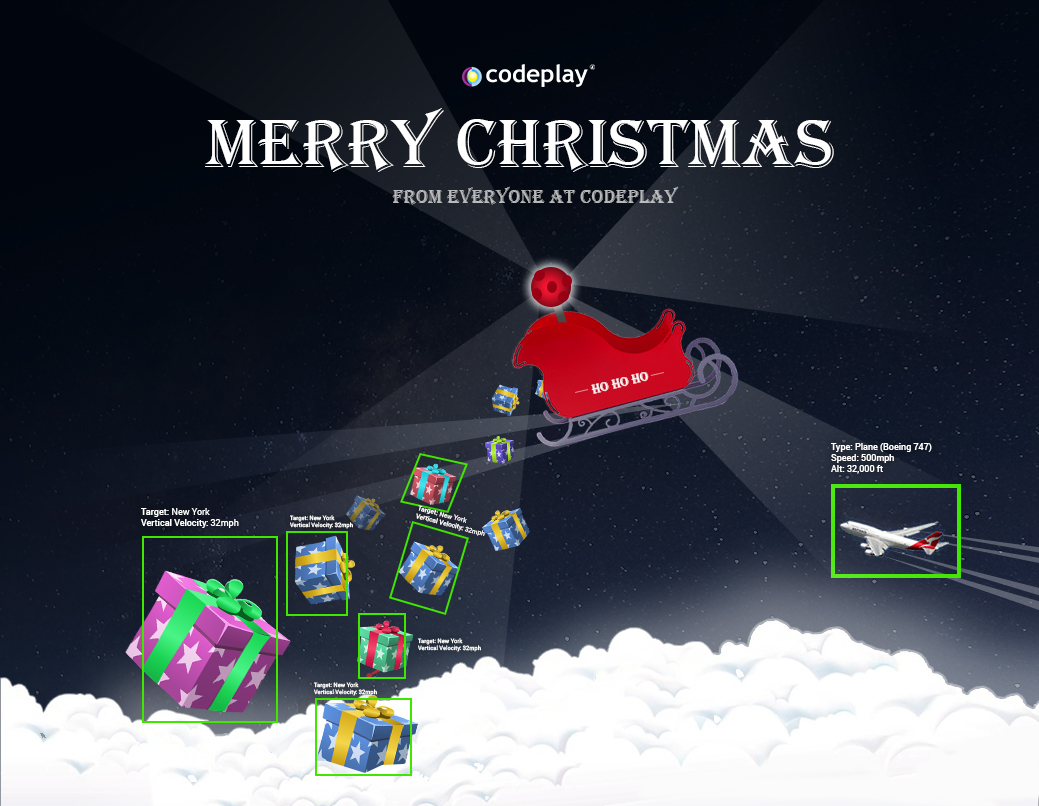 codeplay
MERRY CHRISTMAS
FROM EVERYONE AT CODEPLAY
HO HO HO
Type: Plane (Boeing 747)
Speed: 500mph
Alt: 32,000 ft
Target: New York
Vertical Velocity: 32mph
Target: New York
Vertical Velocity: 32mph
Target: New York
Vertical Velocity: 32mph
Target: New York
Vertical Velocity: 32mph
Target: New York
Vertical Velocity: 32mph